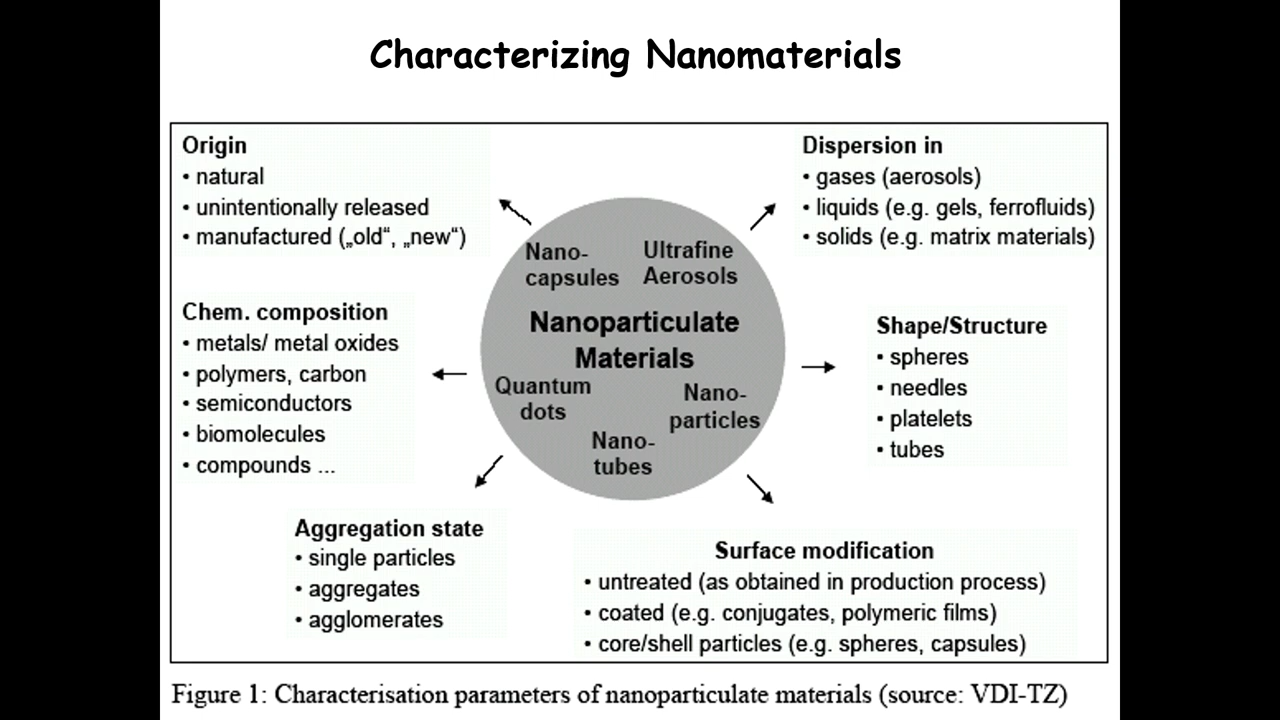 Characterizing Nanomaterials
Origin
• natural
• unintentionally released
• manufactured („old“, „new“)
Dispersion in
• gases (aerosols)
• liquids (e.g. gels, ferrofluids)
• solids (e.g. matrix materials)
Nano-
capsules
Ultrafine
Aerosols
Nanoparticulate
Materials
Quantum
dots
Nano-
particles
Nano-
tubes
Chem. composition
• metals/ metal oxides
• polymers, carbon
• semiconductors
• biomolecules
• compounds ...
Shape/Structure
• spheres
• needles
• platelets
• tubes
Aggregation state
• single particles
• aggregates
• agglomerates
Surface modification
• untreated (as obtained in production process)
• coated (e.g. conjugates, polymeric films)
• core/shell particles (e.g. spheres, capsules)
Figure 1: Characterisation parameters of nanoparticulate materials (source: VDI-TZ)